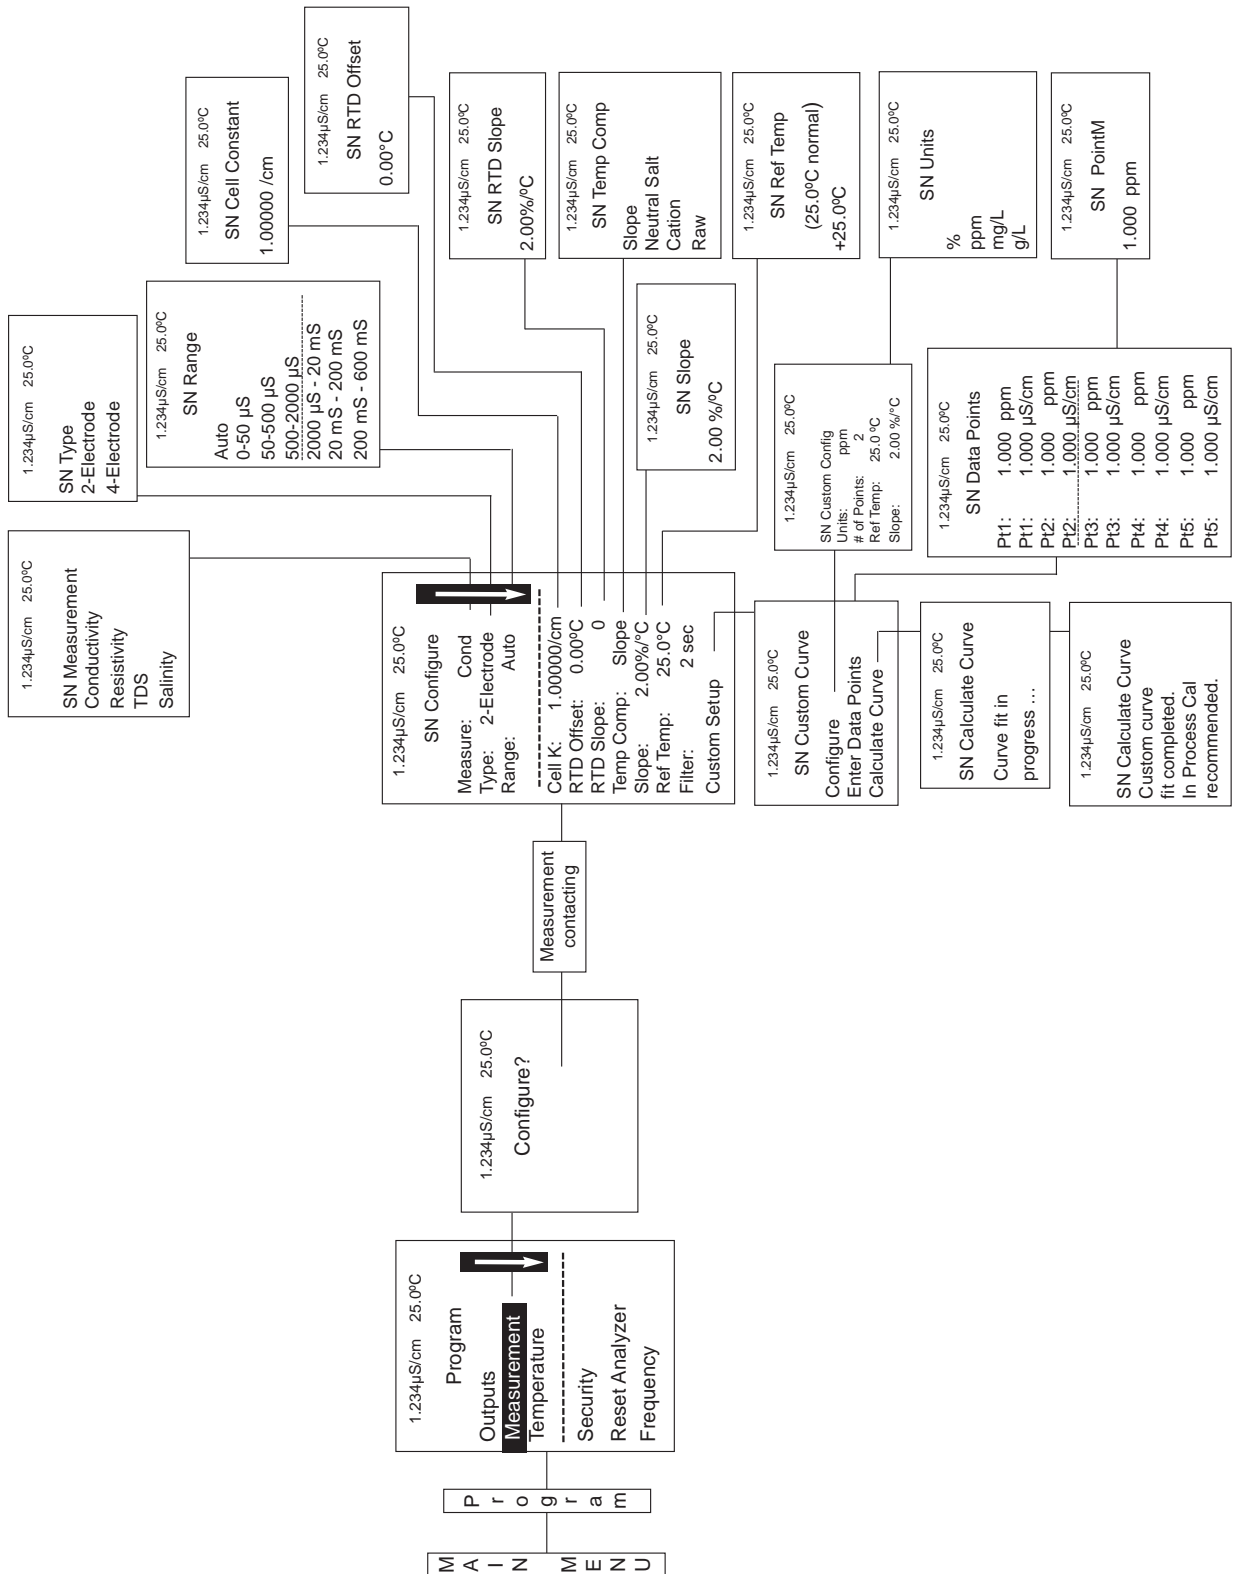 MAIN MENU
Program
1.234µS/cm 25.0ºC
Program
Outputs
Measurement
Temperature
Security
Reset Analyzer
Frequency
1.234µS/cm 25.0ºC
Configure?
Measurement
contacting
1.234µS/cm 25.0ºC
SN Configure
Measure: Cond
Type: 2-Electrode
Range: Auto
Cell K: 1.00000/cm
RTD Offset: 0.00ºC
RTD Slope: 0
Temp Comp: Slope
Slope: 2.00%/°C
Ref Temp: 25.0°C
Filter: 2 sec
Custom Setup
1.234µS/cm 25.0ºC
SN Measurement
Conductivity
Resistivity
TDS
Salinity
1.234µS/cm 25.0ºC
SN Type
2-Electrode
4-Electrode
1.234µS/cm 25.0ºC
SN Range
Auto
0-50 µS
50-500 µS
500-2000 µS
2000 µS - 20 mS
20 mS - 200 mS
200 mS - 600 mS
1.234µS/cm 25.0ºC
SN Cell Constant
1.00000 /cm
1.234µS/cm 25.0ºC
SN RTD Offset
0.00°C
1.234µS/cm 25.0ºC
SN RTD Slope
2.00%/ºC
1.234µS/cm 25.0ºC
SN Temp Comp
Slope
Neutral Salt
Cation
Raw
1.234µS/cm 25.0ºC
SN Slope
2.00 %/ºC
1.234µS/cm 25.0ºC
SN Ref Temp
(25.0ºC normal)
+25.0ºC
1.234µS/cm 25.0ºC
SN Custom Curve
Configure
Enter Data Points
Calculate Curve
1.234µS/cm 25.0ºC
SN Custom Config
Units: ppm
# of Points: 2
Ref Temp: 25.0 ºC
Slope: 2.00 %/ºC
1.234µS/cm 25.0ºC
SN Units
%
ppm
mg/L
g/L
1.234µS/cm 25.0ºC
SN Data Points
Pt1: 1.000 ppm
Pt1: 1.000 µS/cm
Pt2: 1.000 ppm
Pt2: 1.000 µS/cm
Pt3: 1.000 ppm
Pt3: 1.000 µS/cm
Pt4: 1.000 ppm
Pt4: 1.000 µS/cm
Pt5: 1.000 ppm
Pt5: 1.000 µS/cm
1.234µS/cm 25.0ºC
SN PointM
1.000 ppm
1.234µS/cm 25.0ºC
SN Calculate Curve
Curve fit in
progress ...
1.234µS/cm 25.0ºC
SN Calculate Curve
Custom curve
fit completed.
In Process Cal
recommended.